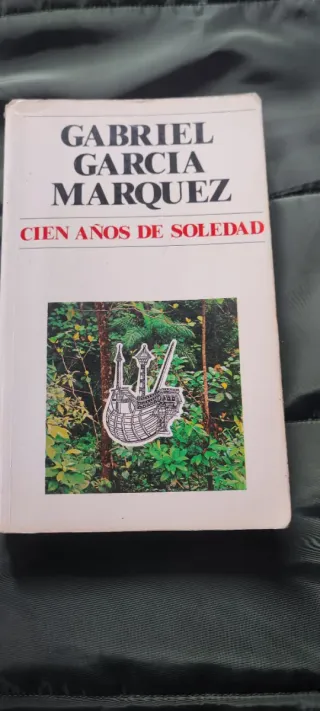 GABRIEL
GARCIA
MARQUEZ
CIEN AÑOS DE SOLEDAD